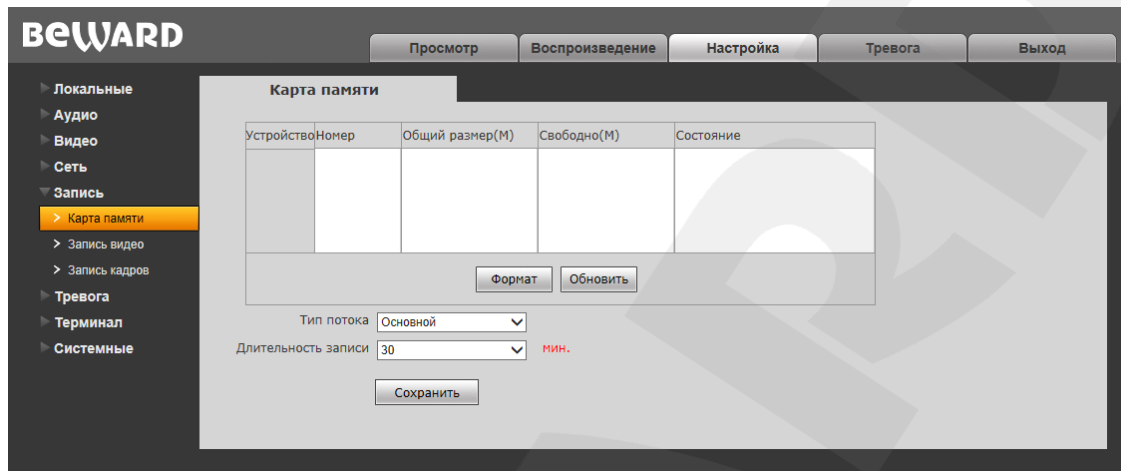 BEWARD
Просмотр Воспроизведение Настройка Тревога Выход
Локальные
Аудио
Видео
Сеть
Запись
> Карта памяти
> Запись видео
> Запись кадров
Тревога
Терминал
Системные
Карта памяти
Устройство Номер Общий размер(М) Свободно(М) Состояние
Формат Обновить
Тип потока Основной
Длительность записи 30 мин.
Сохранить